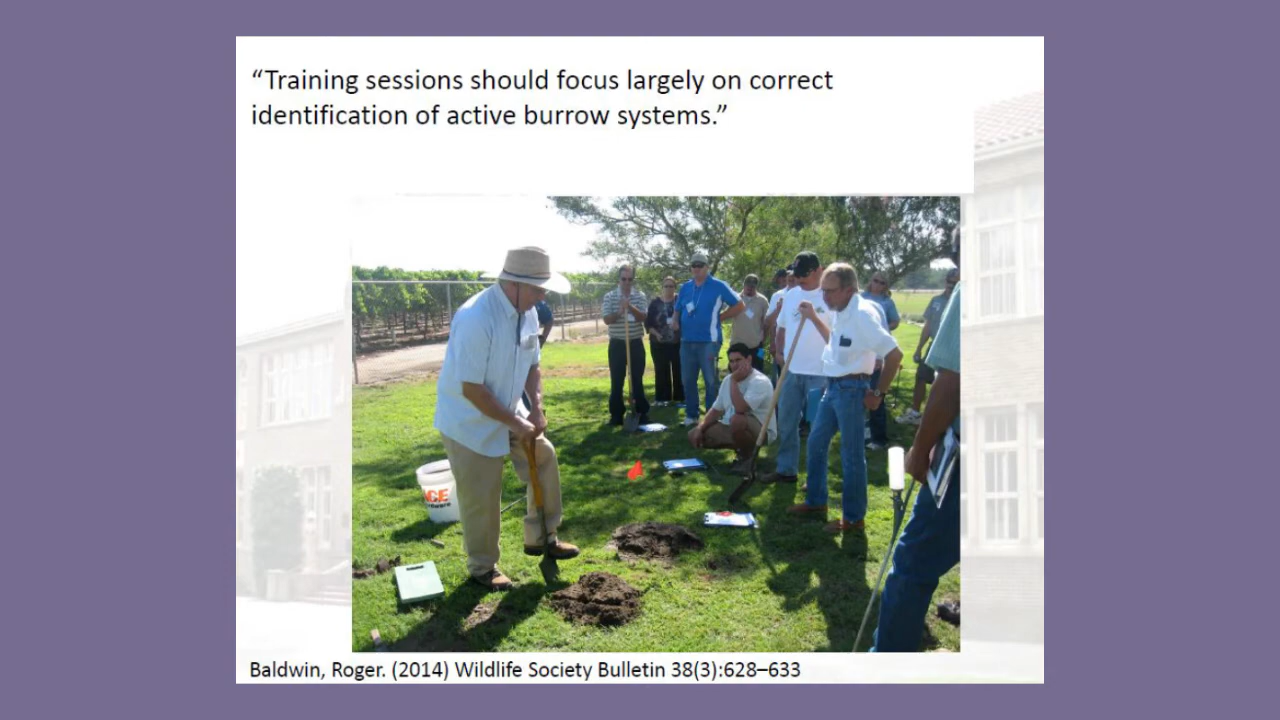 “Training sessions should focus largely on correct
identification of active burrow systems.”
ACE
Baldwin, Roger. (2014) Wildlife Society Bulletin 38(3):628–633